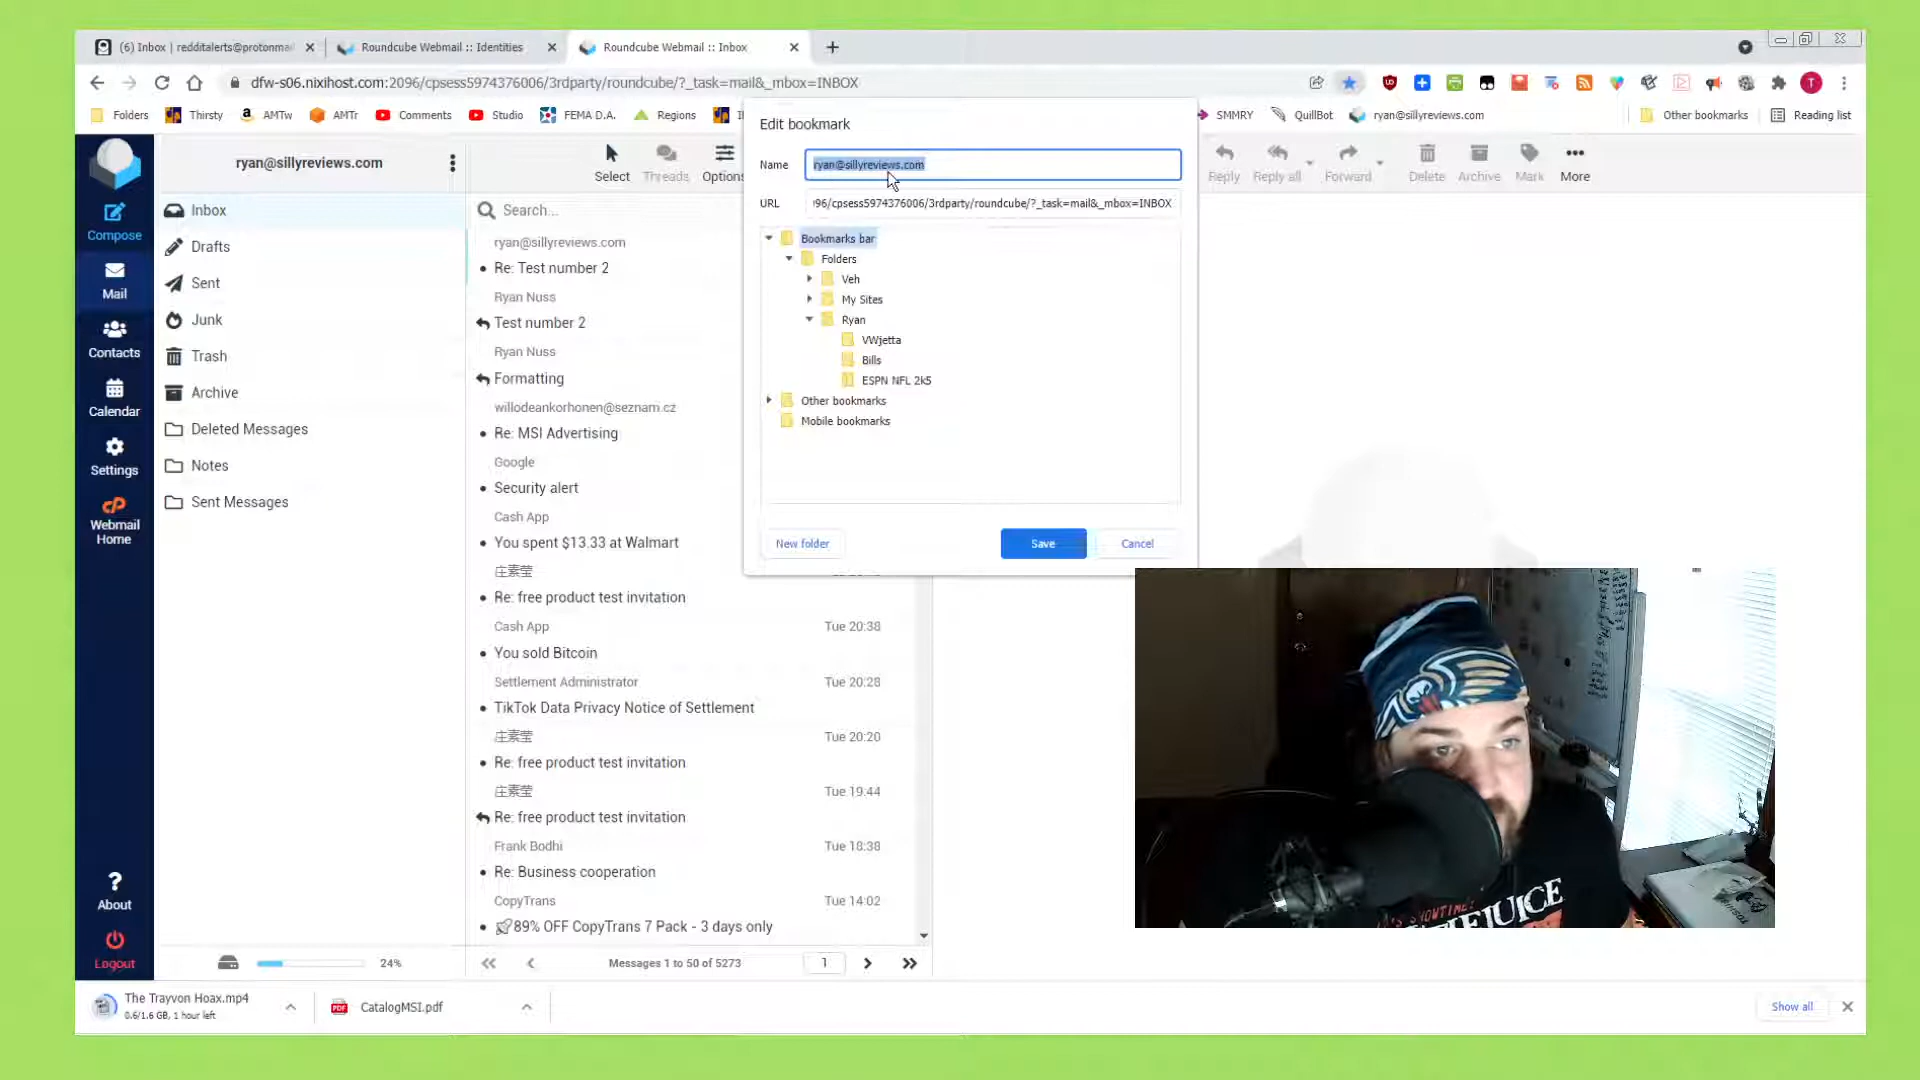 (6) Inbox | redditalerts@protonmai
Roundcube Webmail :: Identities
Roundcube Webmail :: Inbox
dfw-s06.nixihost.com:2096/cpsess5974376006/3rdparty/roundcube/?_task=mail&_mbox=INBOX
Folders
Thirsty
AMTw
AMTr
Comments
Studio
FEMA D.A.
Regions
SMMRY
QuillBot
ryan@sillyreviews.com
Other bookmarks
Reading list
Edit bookmark
Name
ryan@sillyreviews.com
URL
96/cpsess5974376006/3rdparty/roundcube/?_task=mail&_mbox=INBOX
Bookmarks bar
Folders
Veh
My Sites
Ryan
VWjetta
Bills
ESPN NFL 2k5
Other bookmarks
Mobile bookmarks
New folder
Save
Cancel
Compose
Mail
Contacts
Calendar
Settings
Webmail
Home
About
Logout
ryan@sillyreviews.com
Inbox
Drafts
Sent
Junk
Trash
Archive
Deleted Messages
Notes
Sent Messages
24%
Select
Threads
Options
Reply
Reply all
Forward
Delete
Archive
Mark
More
Search...
ryan@sillyreviews.com
Re: Test number 2
Ryan Nuss
Test number 2
Ryan Nuss
Formatting
willodeankorhonen@seznam.cz
Re: MSI Advertising
Google
Security alert
Cash App
You spent $13.33 at Walmart
庄素莹
Re: free product test invitation
Cash App
Tue 20:38
You sold Bitcoin
Settlement Administrator
Tue 20:28
TikTok Data Privacy Notice of Settlement
庄素莹
Tue 20:20
Re: free product test invitation
庄素莹
Tue 19:44
Re: free product test invitation
Frank Bodhi
Tue 18:38
Re: Business cooperation
CopyTrans
Tue 14:02
🚀89% OFF CopyTrans 7 Pack - 3 days only
Messages 1 to 50 of 5273
1
The Trayvon Hoax.mp4
0.6/1.6 GB, 1 hour left
PDF
CatalogMSI.pdf
Show all